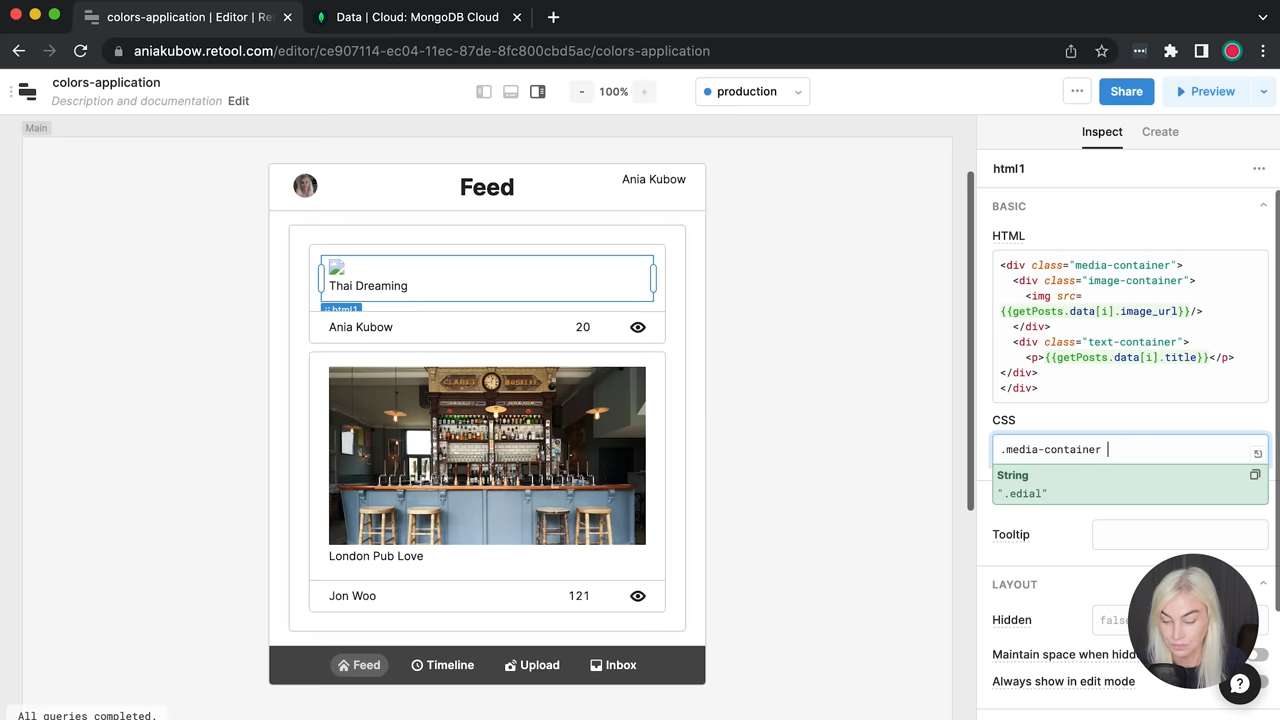 colors-application | Editor | Re
Data | Cloud: MongoDB Cloud
aniakubow.retool.com/editor/ce907114-ec04-11ec-87de-8fc800cbd5ac/colors-application
colors-application
Description and documentation Edit
- 100% +
production
Share
Preview
Main
Inspect Create
html1
BASIC
HTML
<div class="media-container">
<div class="image-container">
<img src=
{{getPosts.data[i].image_url}}/>
</div>
<div class="text-container">
<p>{{getPosts.data[i].title}}</p>
</div>
</div>
CSS
.media-container
String
".edial"
Tooltip
LAYOUT
Hidden
false
Maintain space when hidd
Always show in edit mode
Feed
Ania Kubow
Thai Dreaming
html1
Ania Kubow 20
CLARET MOSELLE
London Pub Love
Jon Woo 121
Feed Timeline Upload Inbox
All queries completed.